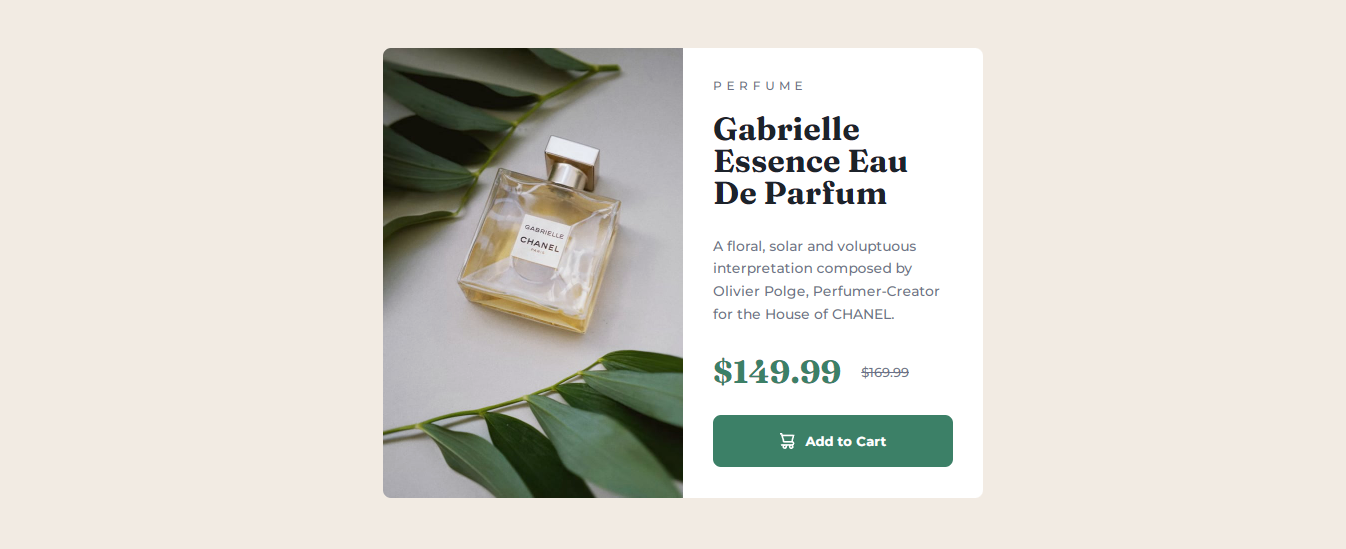 GABRIELLE
CHANEL
PARIS
PERFUME
Gabrielle
Essence Eau
De Parfum
A floral, solar and voluptuous
interpretation composed by
Olivier Polge, Perfumer-Creator
for the House of CHANEL.
$149.99 $169.99
Add to Cart